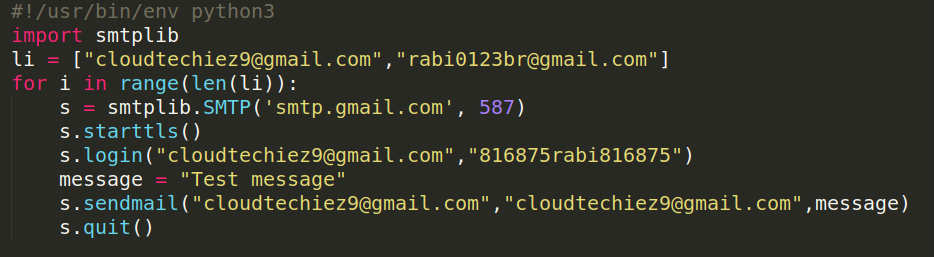 #!/usr/bin/env python3
import smtplib
li = ["cloudtechiez9@gmail.com","rabi0123br@gmail.com"]
for i in range(len(li)):
    s = smtplib.SMTP('smtp.gmail.com', 587)
    s.starttls()
    s.login("cloudtechiez9@gmail.com","816875rabi816875")
    message = "Test message"
    s.sendmail("cloudtechiez9@gmail.com","cloudtechiez9@gmail.com",message)
    s.quit()